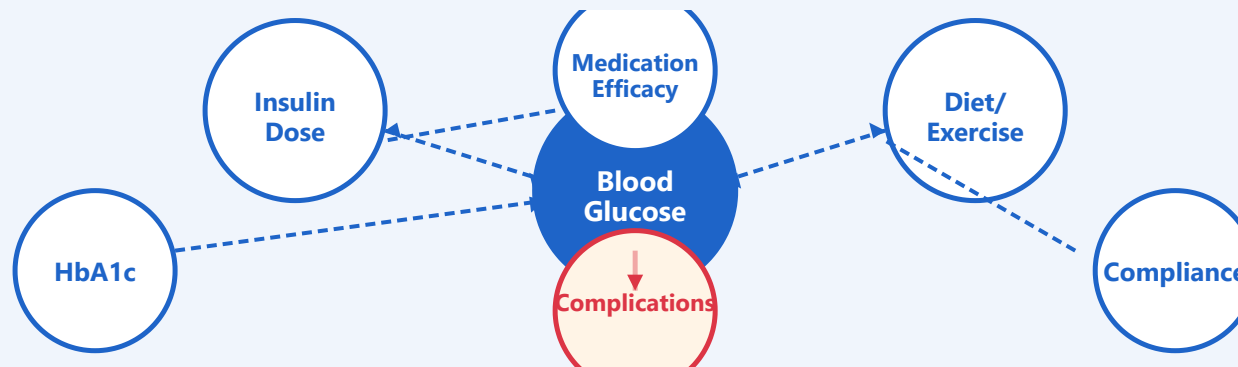 Medication
Efficacy
Insulin
Dose
Diet/
Exercise
Blood
Glucose
HbA1c
Compliance
Complications